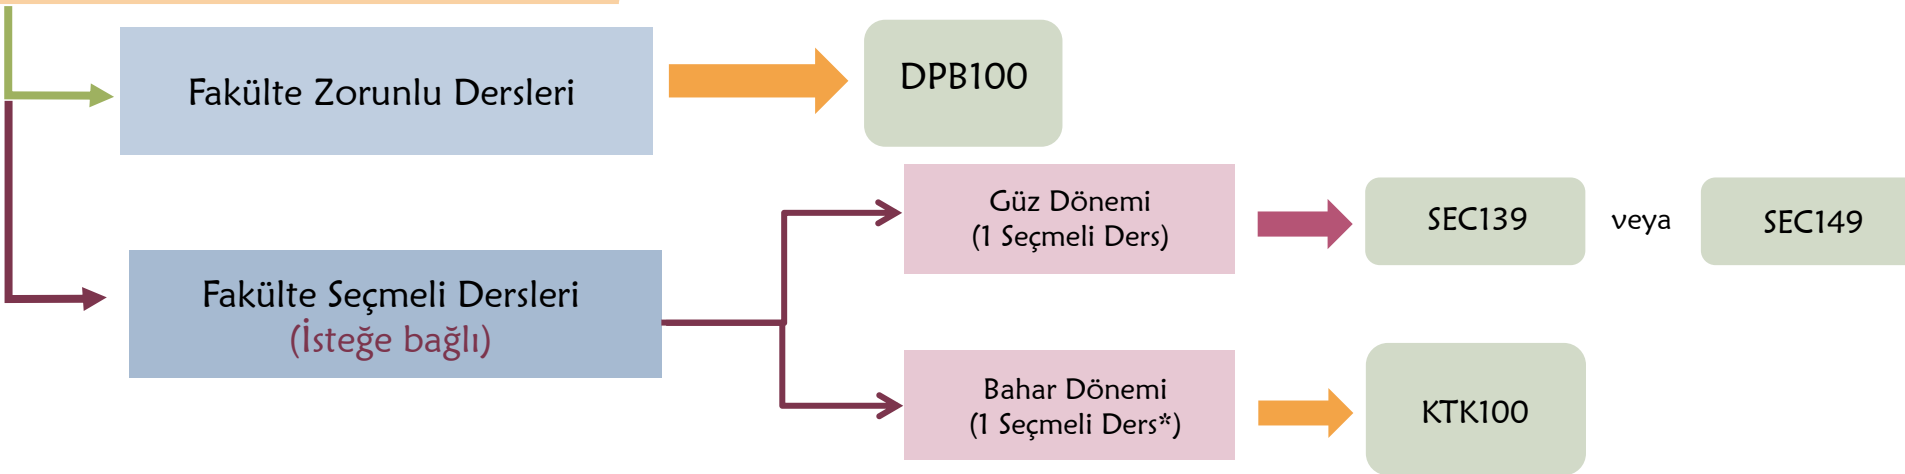 Fakülte Zorunlu Dersleri
DPB100
Güz Dönemi
(1 Seçmeli Ders)
SEC139
veya
SEC149
Fakülte Seçmeli Dersleri
(İsteğe bağlı)
Bahar Dönemi
(1 Seçmeli Ders*)
KTK100